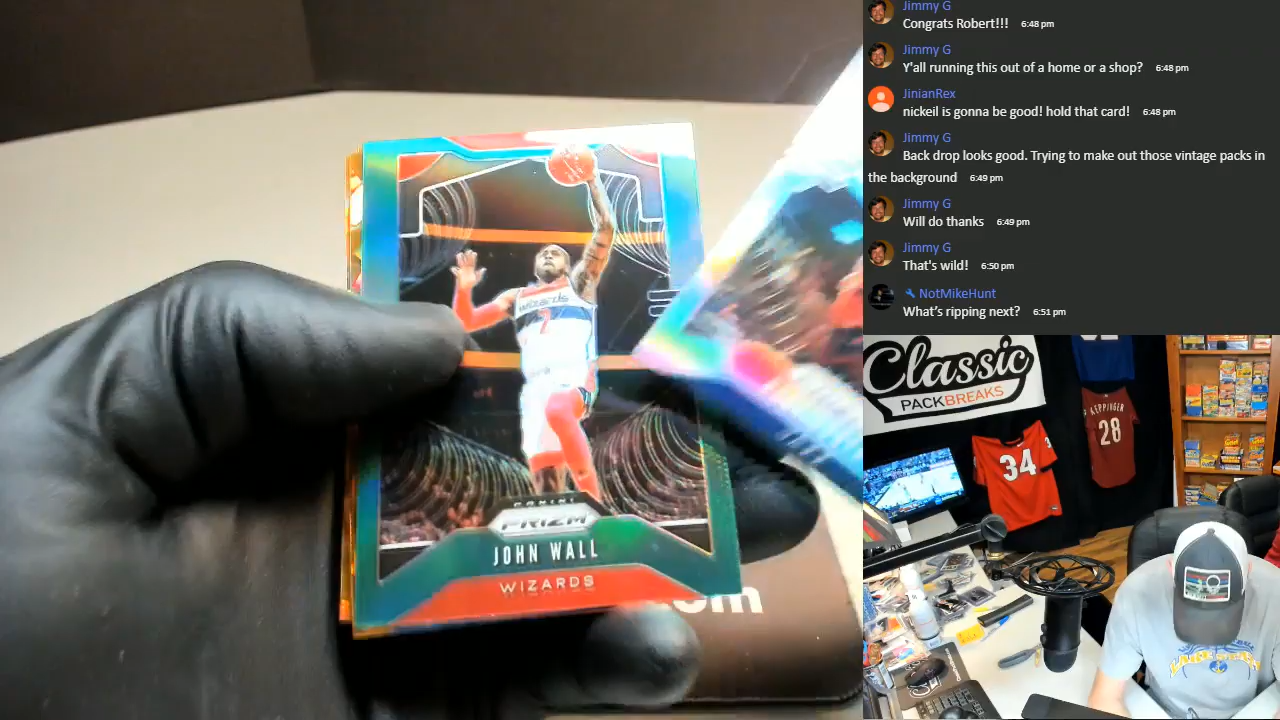 Jimmy G
Congrats Robert!!! 6:48 pm
Jimmy G
Y'all running this out of a home or a shop? 6:48 pm
JinianRex
nickeil is gonna be good! hold that card! 6:48 pm
Jimmy G
Back drop looks good. Trying to make out those vintage packs in
the background 6:49 pm
Jimmy G
Will do thanks 6:49 pm
Jimmy G
That's wild! 6:50 pm
NotMikeHunt
What's ripping next? 6:51 pm
Wizards
2
PANINI
PRIZM
JOHN WALL
WIZARDS
Classic
PACKBREAKS
34
KEPPINGER
28